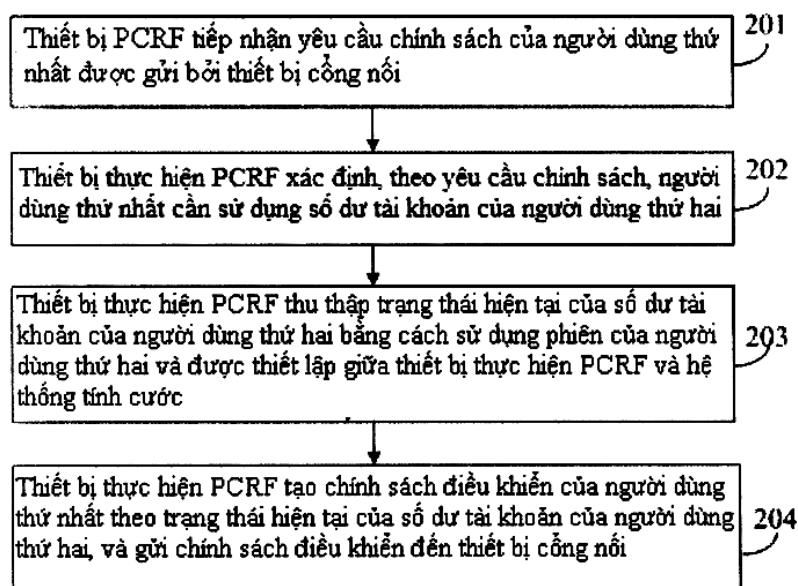 Thiết bị PCRF tiếp nhận yêu cầu chính sách của người dùng thứ
nhất được gửi bởi thiết bị cổng nối
201
Thiết bị thực hiện PCRF xác định, theo yêu cầu chính sách, người
dùng thứ nhất cần sử dụng số dư tài khoản của người dùng thứ hai
202
Thiết bị thực hiện PCRF thu thập trạng thái hiện tại của số dư tài
khoản của người dùng thứ hai bằng cách sử dụng phiên của người
dùng thứ hai và được thiết lập giữa thiết bị thực hiện PCRF và hệ
thống tính cước
203
Thiết bị thực hiện PCRF tạo chính sách điều khiển của người dùng
thứ nhất theo trạng thái hiện tại của số dư tài khoản của người dùng
thứ hai, và gửi chính sách điều khiển đến thiết bị cổng nối
204